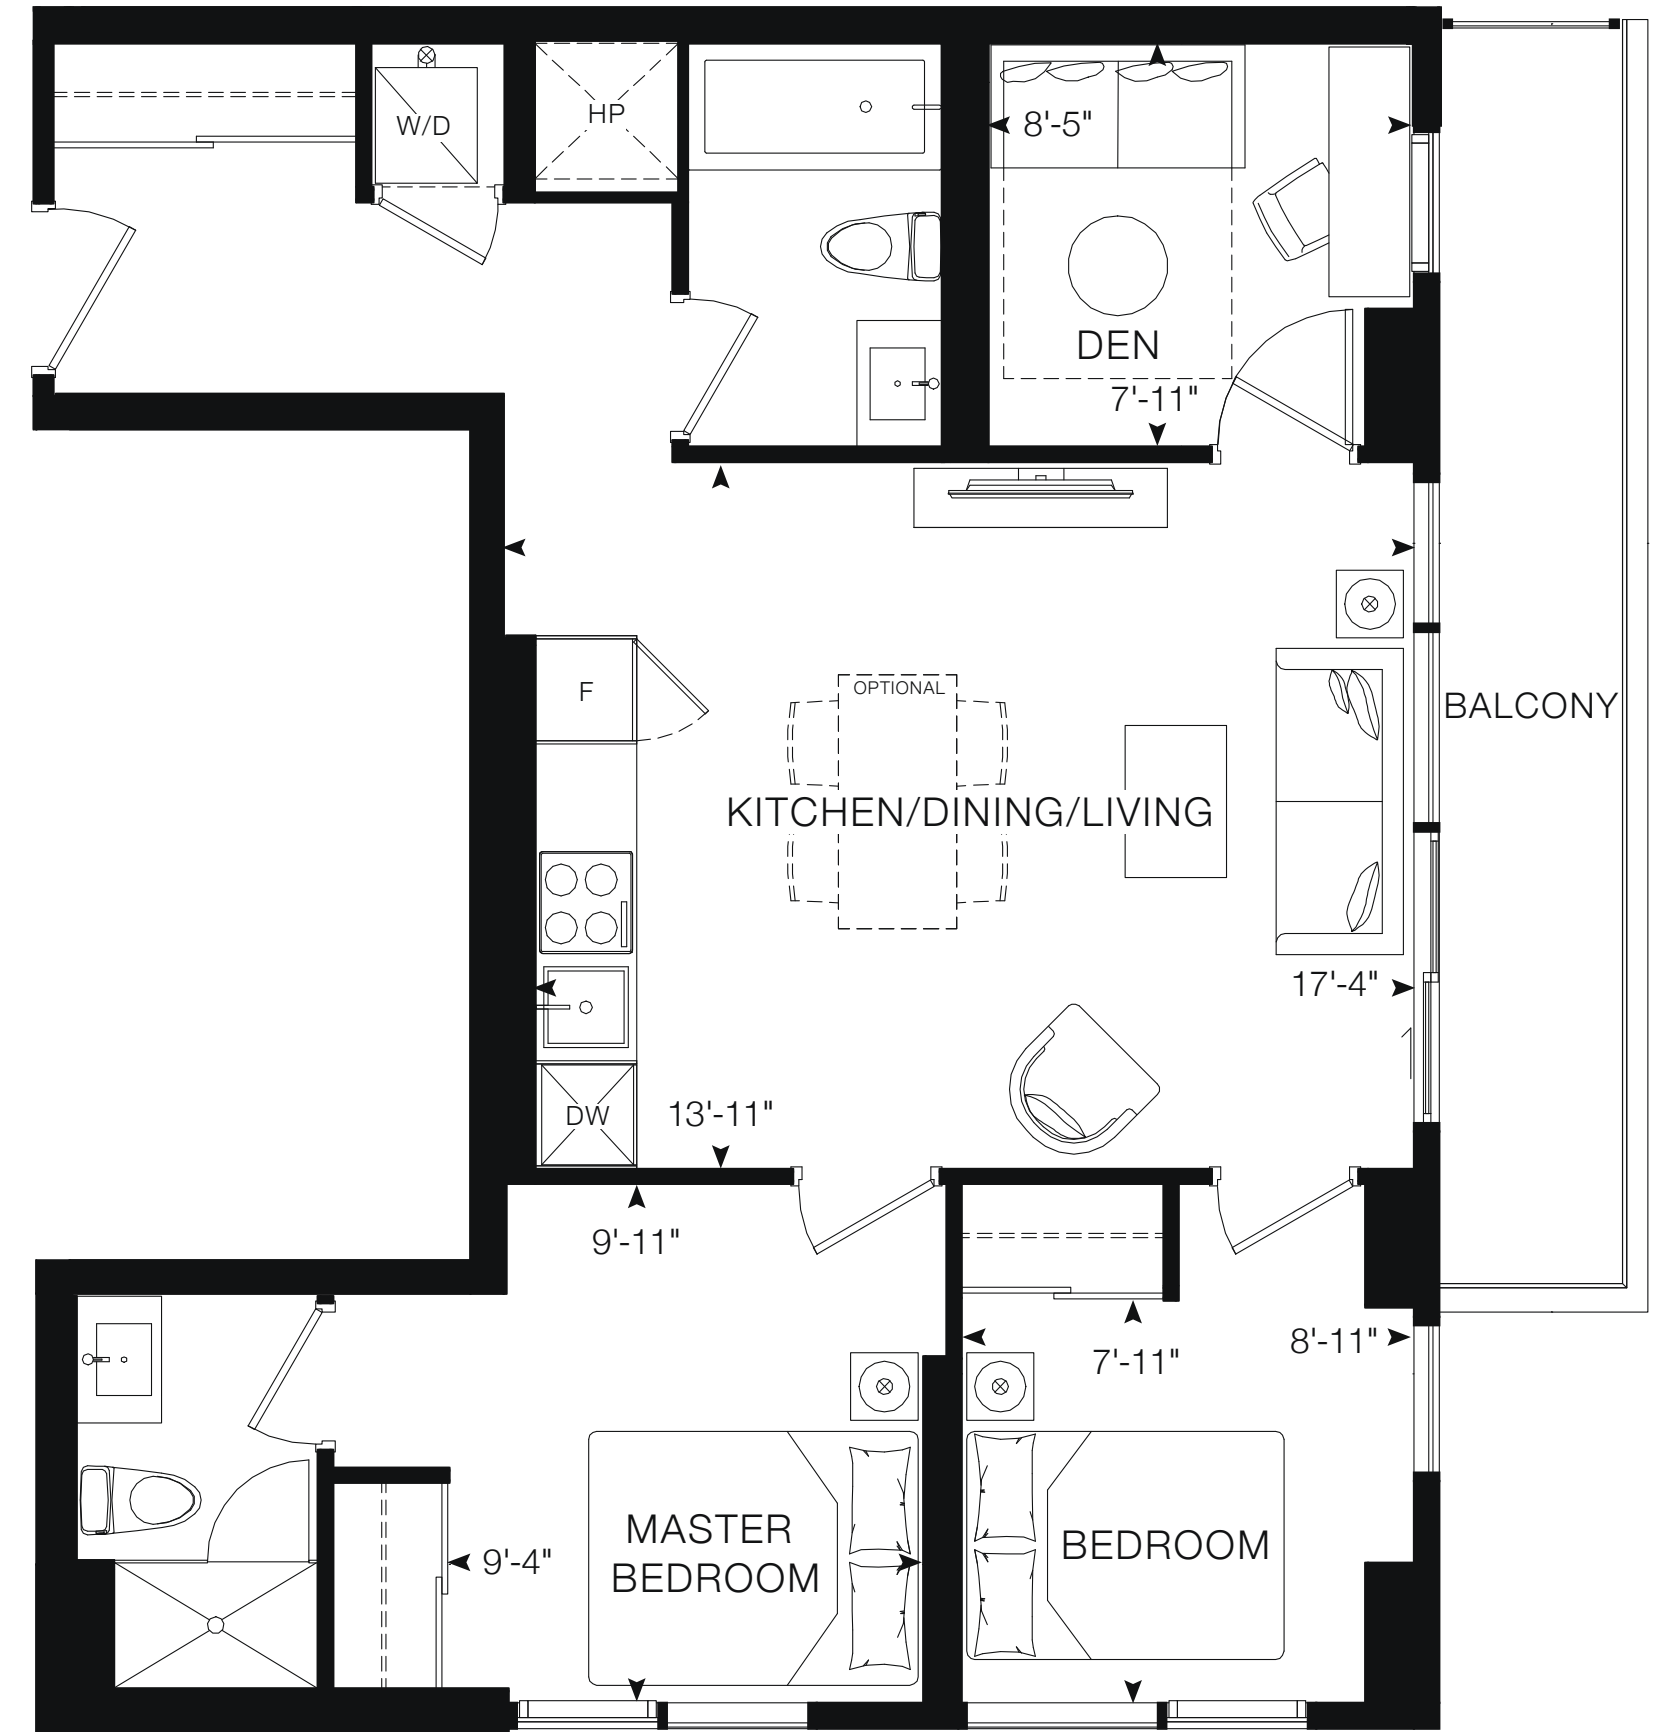 W/D
HP
8'-5"
DEN
7'-11"
F
OPTIONAL
BALCONY
KITCHEN/DINING/LIVING
17'-4"
13'-11"
DW
9'-11"
8'-11"
7'-11"
MASTER
BEDROOM
BEDROOM
9'-4"